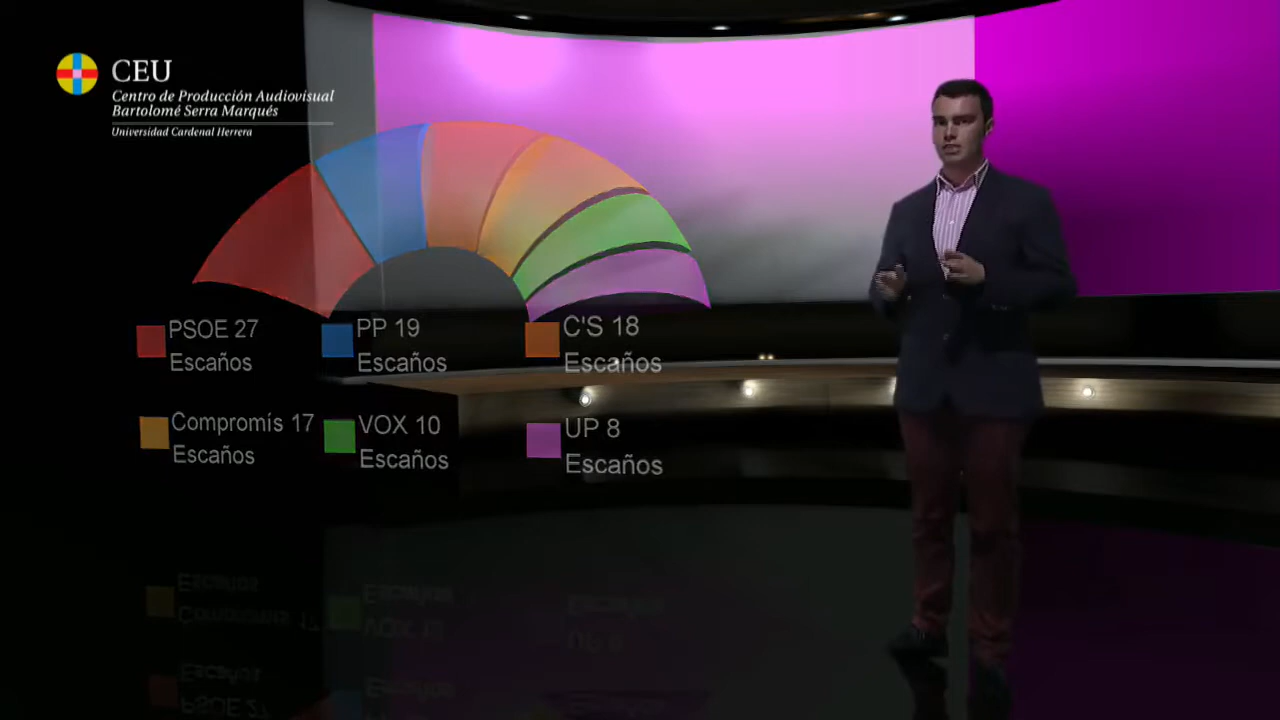 CEU
Centro de Producción Audiovisual
Bartolomé Serra Marqués
Universidad Cardenal Herrera
PSOE 27
Escaños
PP 19
Escaños
C'S 18
Escaños
Compromís 17
Escaños
VOX 10
Escaños
UP 8
Escaños